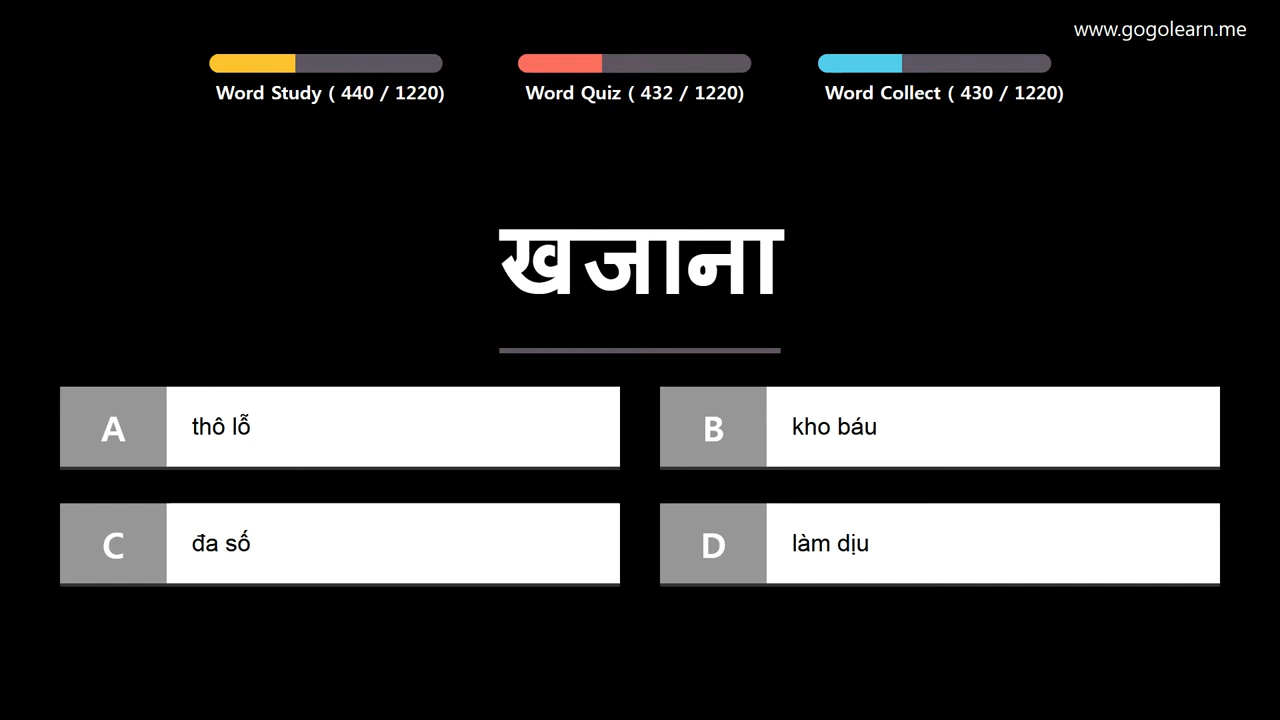 www.gogolearn.me
Word Study ( 440 / 1220)
Word Quiz ( 432 / 1220)
Word Collect ( 430 / 1220)
खजाना
A
thô lỗ
B
kho báu
C
đa số
D
làm dịu